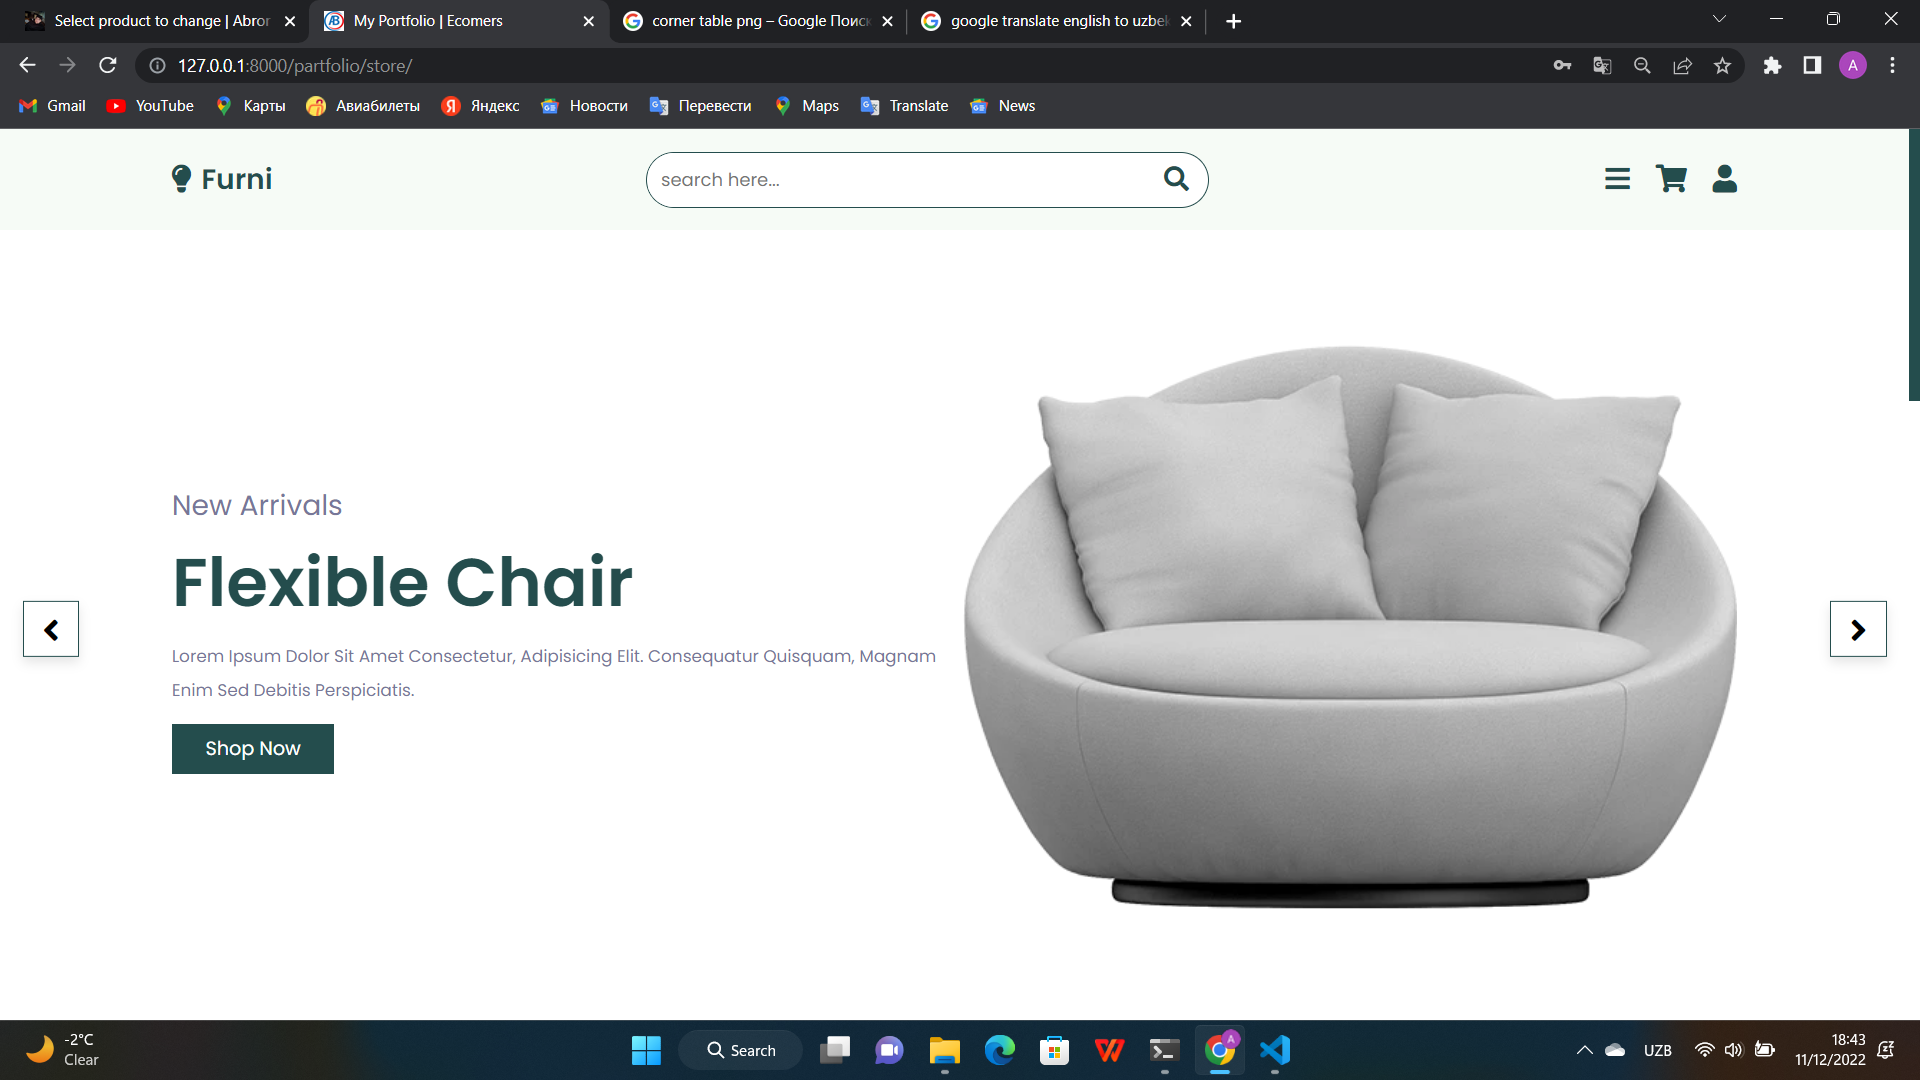 Select product to change | Abror
My Portfolio | Ecomers
corner table png – Google Поиск
google translate english to uzbek
127.0.0.1:8000/partfolio/store/
A
Gmail
YouTube
Карты
Авиабилеты
Яндекс
Новости
Перевести
Maps
Translate
News
Furni
search here...
New Arrivals
Flexible Chair
Lorem Ipsum Dolor Sit Amet Consectetur, Adipisicing Elit. Consequatur Quisquam, Magnam
Enim Sed Debitis Perspiciatis.
Shop Now
-2°C
Clear
Search
A
UZB
18:43
11/12/2022